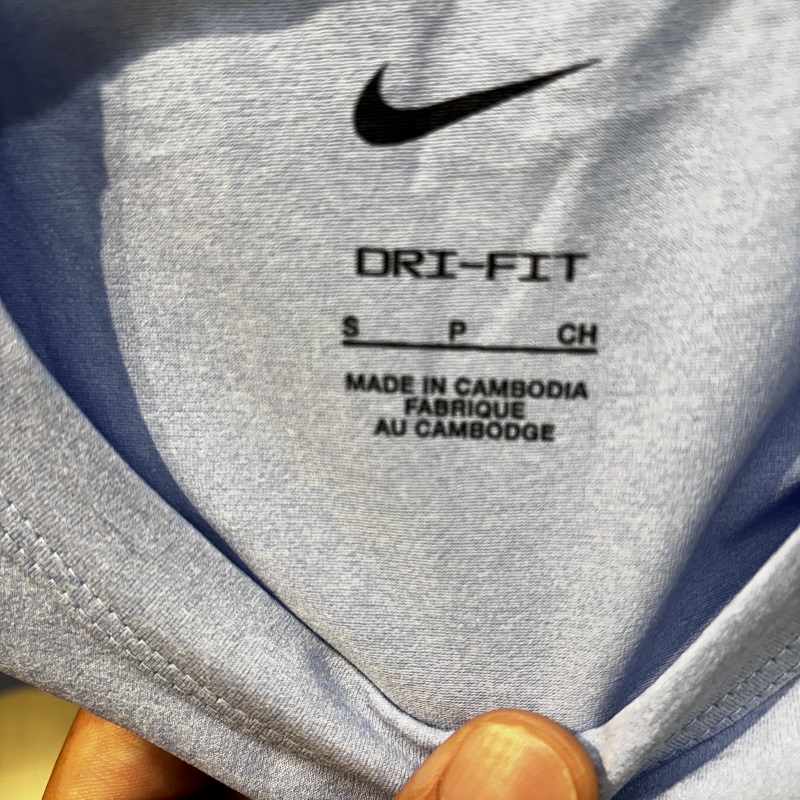 DRI-FIT
S P CH
MADE IN CAMBODIA
FABRIQUE
AU CAMBODGE